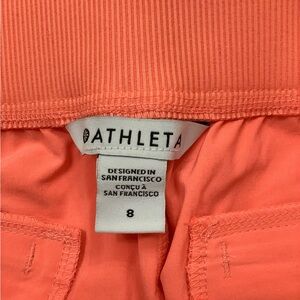 ATHLETA
DESIGNED IN
SAN FRANCISCO
CONÇU À
SAN FRANCISCO
8